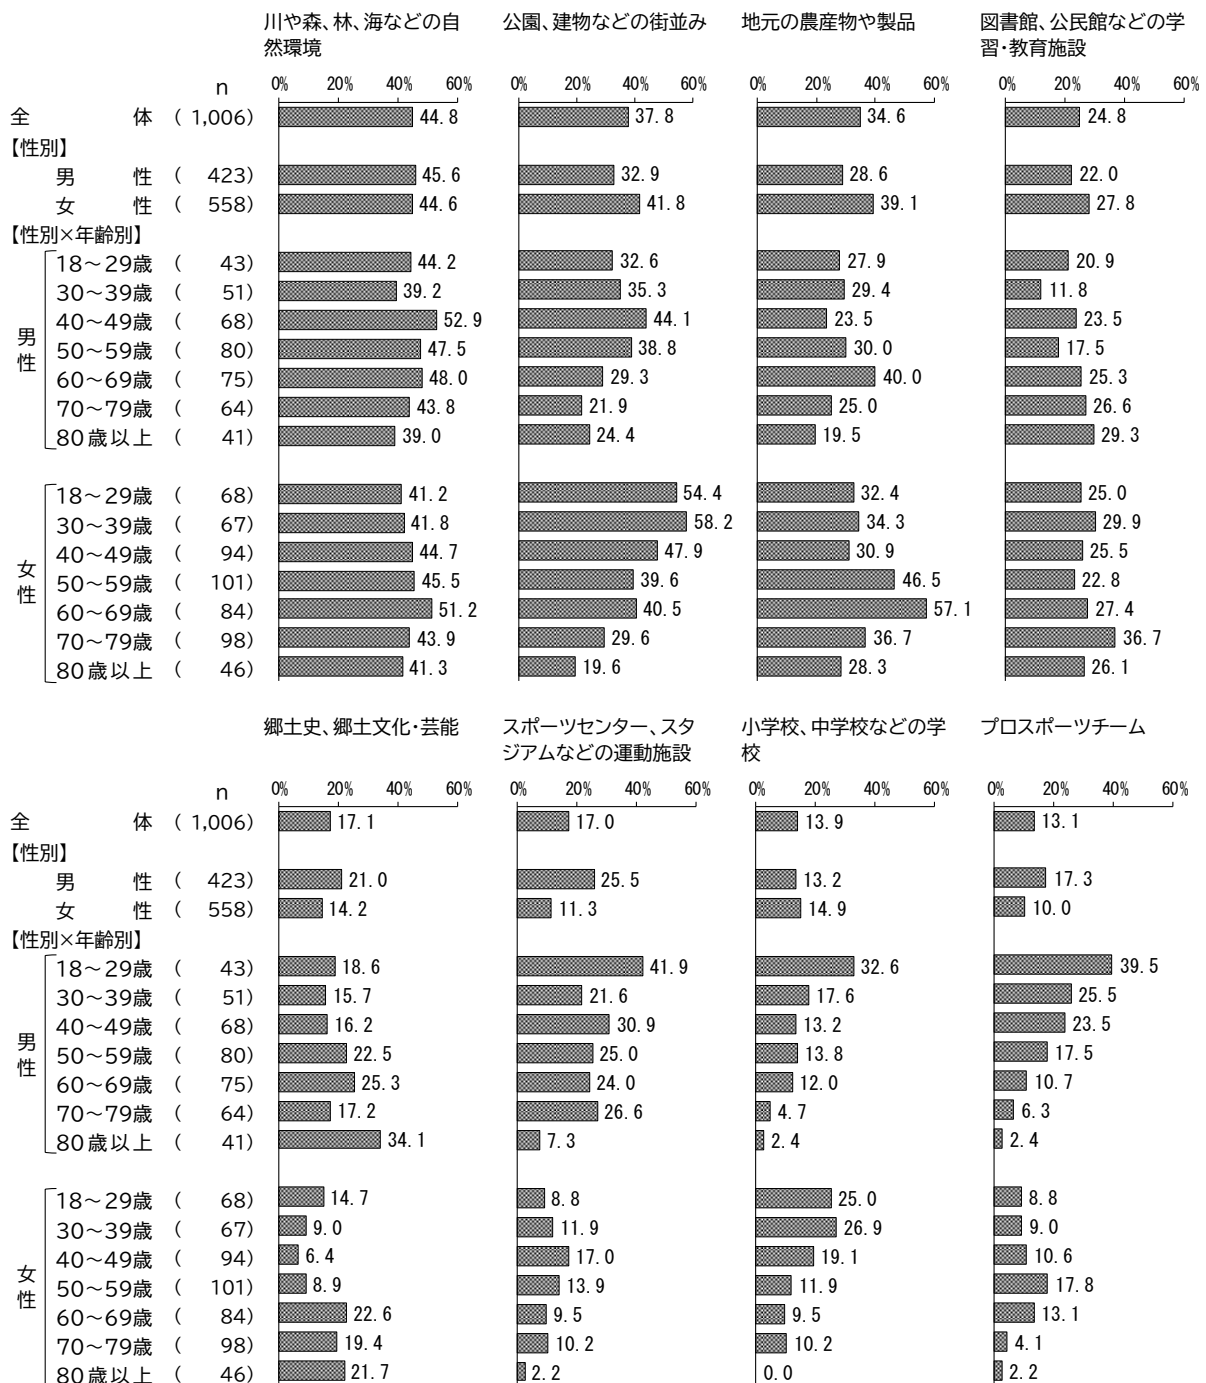 川や森、林、海などの自 公園、建物などの街並み 地元の農産物や製品 図書館、公民館などの学
然環境 習・教育施設
n 0% 20% 40% 60% 0% 20% 40% 60% 0% 20% 40% 60% 0% 20% 40% 60%
全 体 ( 1,006) 44.8 37.8 34.6 24.8
【性別】
男 性 ( 423) 45.6 32.9 28.6 22.0
女 性 ( 558) 44.6 41.8 39.1 27.8
【性別×年齢別】
18～29歳 ( 43) 44.2 32.6 27.9 20.9
30～39歳 ( 51) 39.2 35.3 29.4 11.8
40～49歳 ( 68) 52.9 44.1 23.5 23.5
男性
50～59歳 ( 80) 47.5 38.8 30.0 17.5
60～69歳 ( 75) 48.0 29.3 40.0 25.3
70～79歳 ( 64) 43.8 21.9 25.0 26.6
80歳以上 ( 41) 39.0 24.4 19.5 29.3
18～29歳 ( 68) 41.2 54.4 32.4 25.0
30～39歳 ( 67) 41.8 58.2 34.3 29.9
40～49歳 ( 94) 44.7 47.9 30.9 25.5
女性
50～59歳 ( 101) 45.5 39.6 46.5 22.8
60～69歳 ( 84) 51.2 40.5 57.1 27.4
70～79歳 ( 98) 43.9 29.6 36.7 36.7
80歳以上 ( 46) 41.3 19.6 28.3 26.1
郷土史、郷土文化・芸能 スポーツセンター、スタ 小学校、中学校などの学 プロスポーツチーム
ジアムなどの運動施設 校
n 0% 20% 40% 60% 0% 20% 40% 60% 0% 20% 40% 60% 0% 20% 40% 60%
全 体 ( 1,006) 17.1 17.0 13.9 13.1
【性別】
男 性 ( 423) 21.0 25.5 13.2 17.3
女 性 ( 558) 14.2 11.3 14.9 10.0
【性別×年齢別】
18～29歳 ( 43) 18.6 41.9 32.6 39.5
30～39歳 ( 51) 15.7 21.6 17.6 25.5
40～49歳 ( 68) 16.2 30.9 13.2 23.5
男性
50～59歳 ( 80) 22.5 25.0 13.8 17.5
60～69歳 ( 75) 25.3 24.0 12.0 10.7
70～79歳 ( 64) 17.2 26.6 4.7 6.3
80歳以上 ( 41) 34.1 7.3 2.4 2.4
18～29歳 ( 68) 14.7 8.8 25.0 8.8
30～39歳 ( 67) 9.0 11.9 26.9 9.0
40～49歳 ( 94) 6.4 17.0 19.1 10.6
女性
50～59歳 ( 101) 8.9 13.9 11.9 17.8
60～69歳 ( 84) 22.6 9.5 9.5 13.1
70～79歳 ( 98) 19.4 10.2 10.2 4.1
80歳以上 ( 46) 21.7 2.2 0.0 2.2